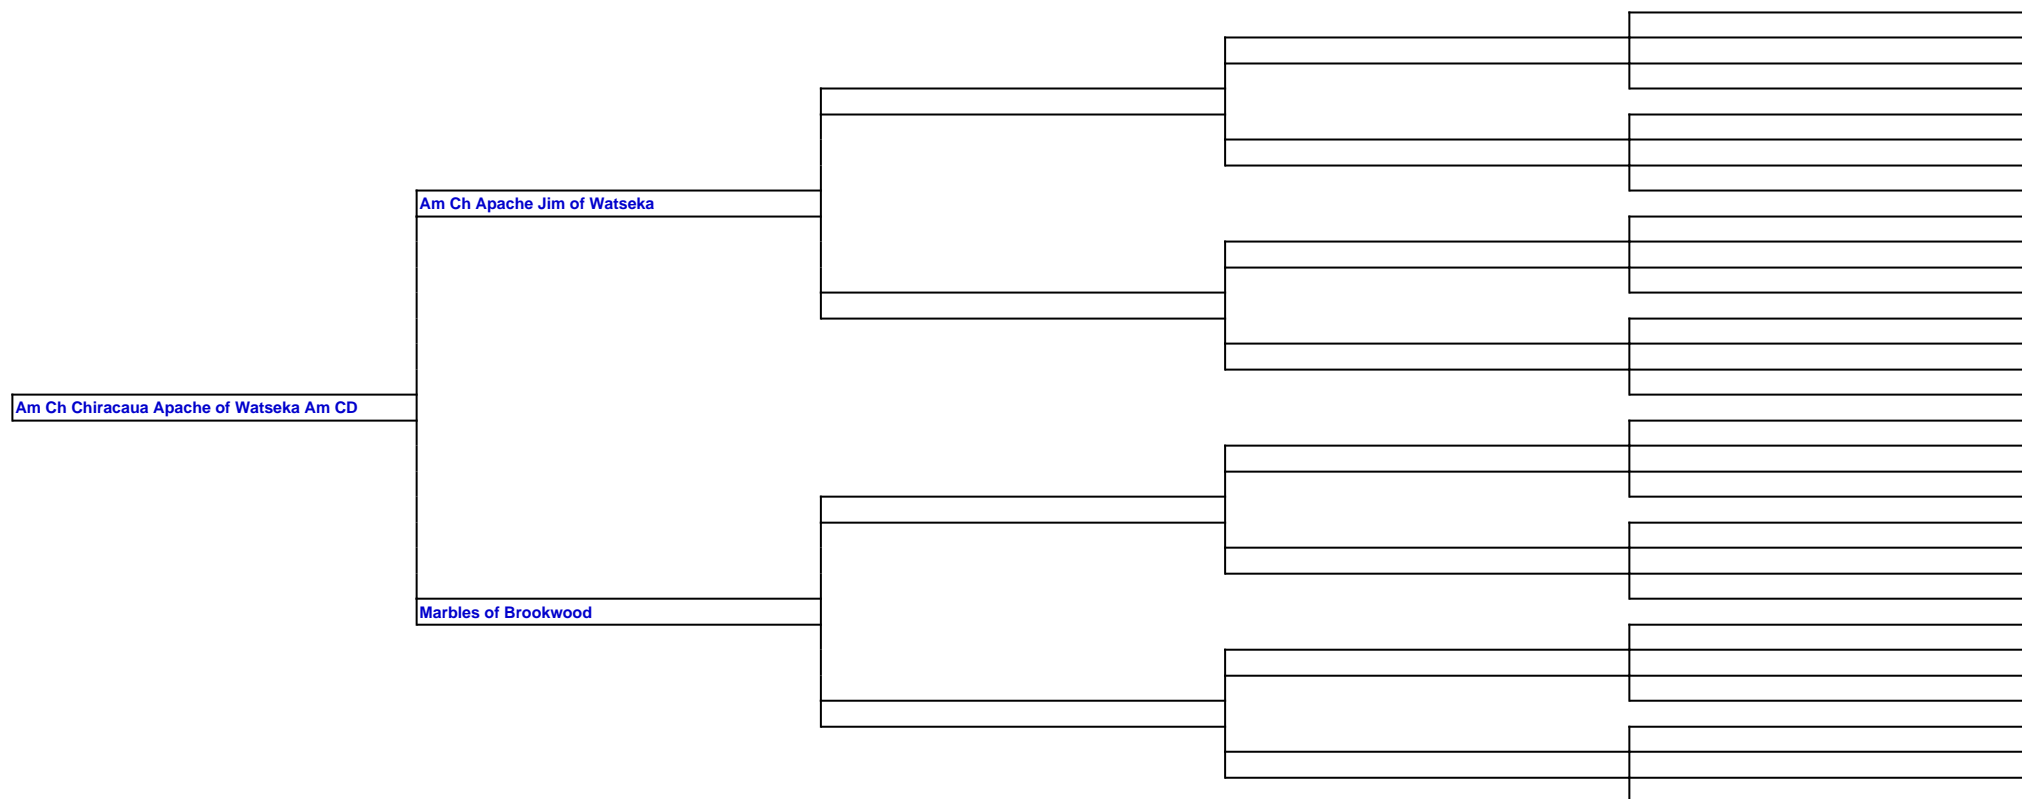 Am Ch Apache Jim of Watseka
Am Ch Chiracaua Apache of Watseka Am CD
Marbles of Brookwood